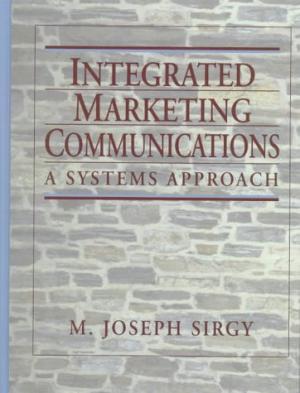 INTEGRATED
MARKETING
COMMUNICATIONS
A SYSTEMS APPROACH
M. JOSEPH SIRGY